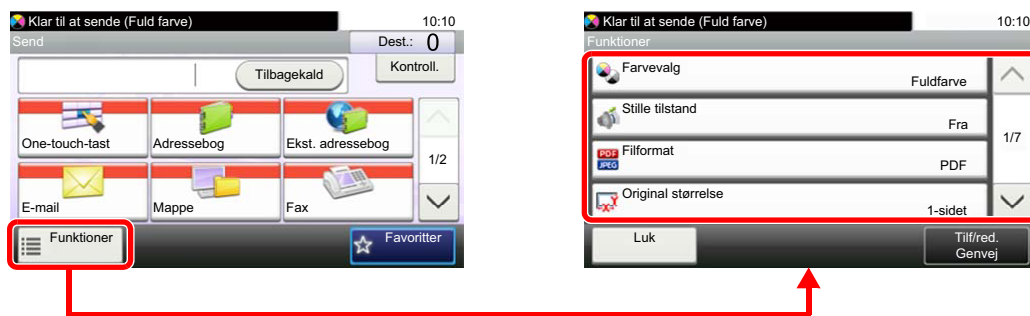 Klar til at sende (Fuld farve)
10:10
Send
Dest.: 0
Tilbagekald
Kontroll.
One-touch-tast
Adressebog
Ekst. adressebog
1/2
E-mail
Mappe
Fax
Funktioner
Favoritter
Klar til at sende (Fuld farve)
10:10
Funktioner
Farvevalg
Fuldfarve
Stille tilstand
Fra
1/7
PDF
JPEG
Filformat
PDF
Original størrelse
1-sidet
Luk
Tilf/red.
Genvej